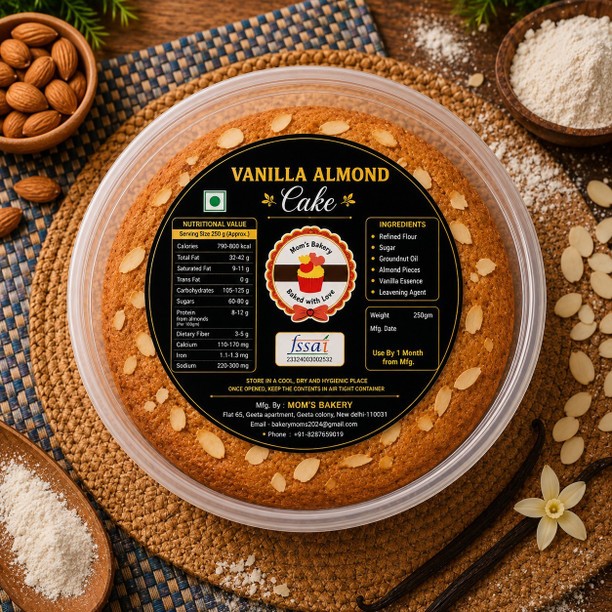 VANILLA ALMOND
Cake
NUTRITIONAL VALUE
Serving Size 250 g (Approx.)
Calories 790-800 kcal
Total Fat 32-42 g
Saturated Fat 9-11 g
Trans Fat 0 g
Carbohydrates 105-125 g
Sugars 60-80 g
Protein 8-12 g
from almonds
(Per 100gm)
Dietary Fiber 3-5 g
Calcium 110-170 mg
Iron 1.1-1.3 mg
Sodium 220-300 mg
Mom's Bakery
Baked with Love
fssai
23324003002532
INGREDIENTS
• Refined Flour
• Sugar
• Groundnut Oil
• Almond Pieces
• Vanilla Essence
• Leavening Agent
Weight 250gm
Mfg. Date
Use By 1 Month
from Mfg.
STORE IN A COOL, DRY AND HYGIENIC PLACE
ONCE OPENED, KEEP THE CONTENTS IN AIR TIGHT CONTAINER
Mfg. By : MOM'S BAKERY
Flat 65, Geeta apartment, Geeta colony, New delhi-110031
Email - bakerymoms2024@gmail.com
• Phone : +91-8287659019